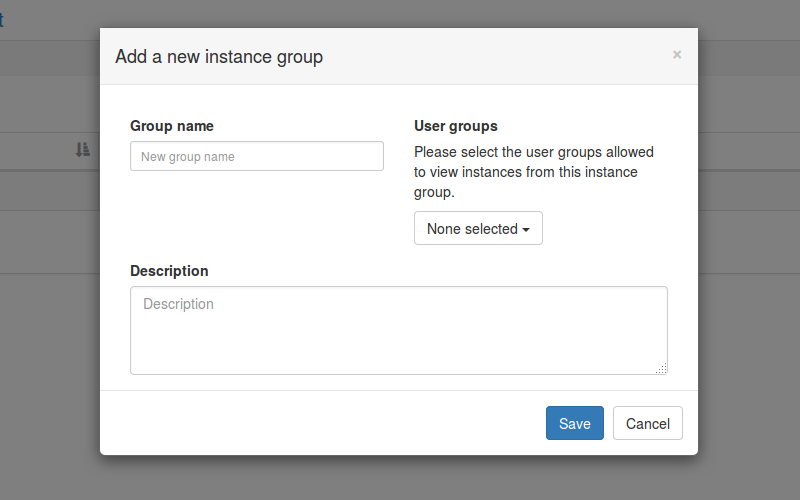 t
Add a new instance group
×
Group name
New group name
User groups
Please select the user groups allowed
to view instances from this instance
group.
None selected
Description
Description
Save
Cancel